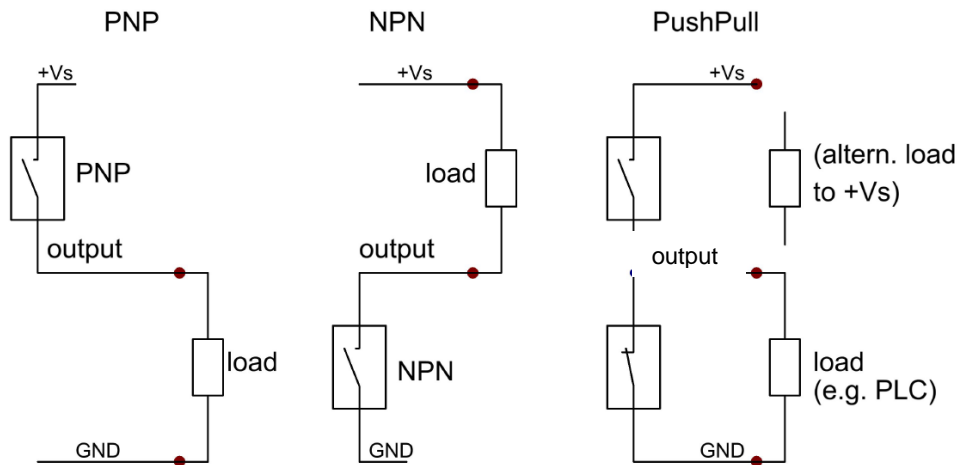 PNP
+Vs
PNP
output
load
GND
NPN
+Vs
load
output
NPN
GND
PushPull
+Vs
(altern. load
to +Vs)
output
load
(e.g. PLC)
GND